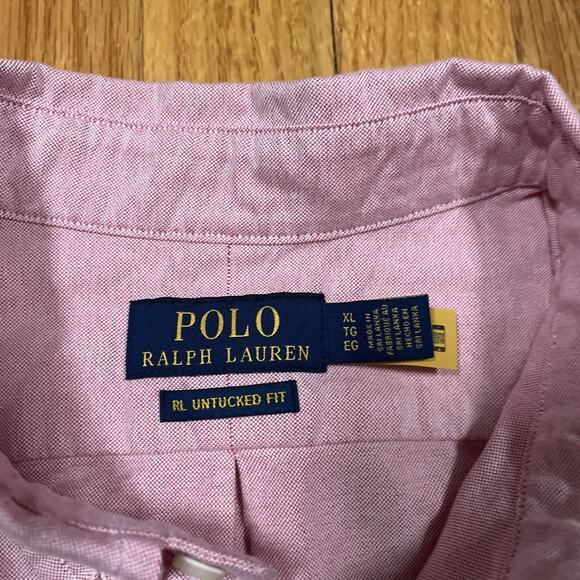 POLO
RALPH LAUREN
RL UNTUCKED FIT
XL
TG
EG
MADE IN
SRI LANKA
FABRIQUÉ AU
SRI LANKA
HECHO EN
SRI LANKA